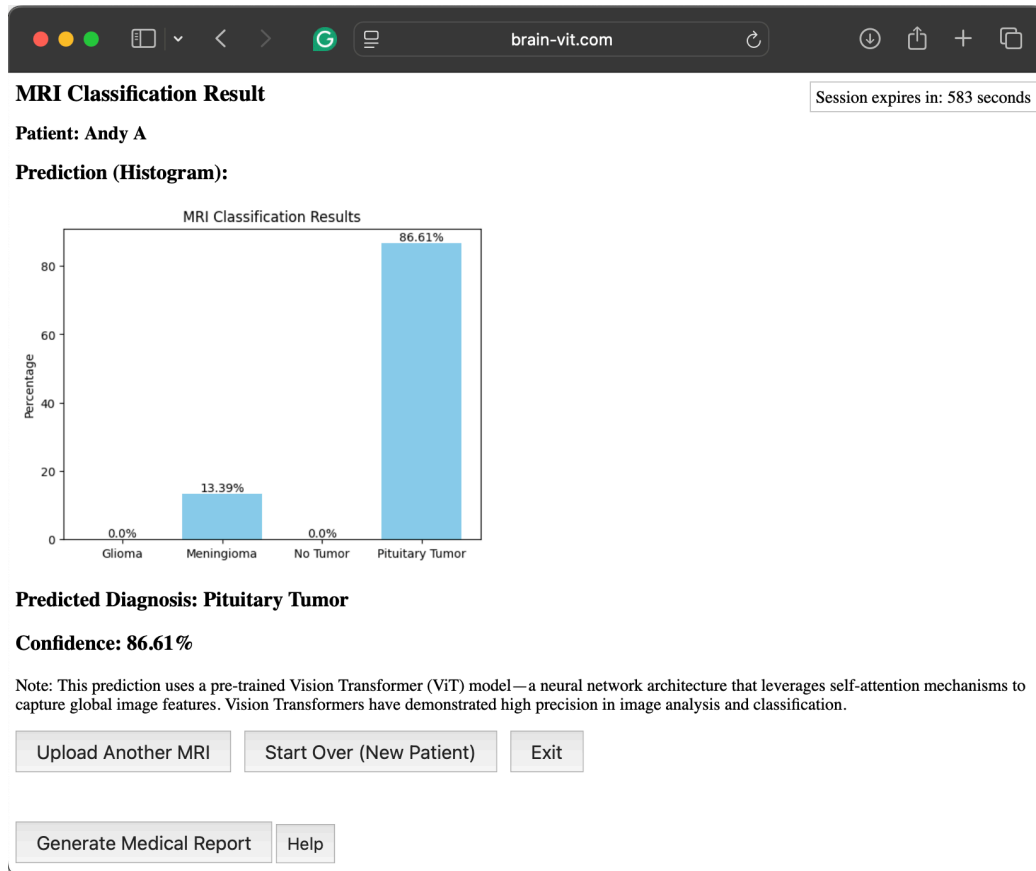 brain-vit.com
MRI Classification Result
Session expires in: 583 seconds
Patient: Andy A
Prediction (Histogram):
MRI Classification Results
86.61%
80
60
Percentage
40
20
13.39%
0.0%
0.0%
0
Glioma Meningioma No Tumor Pituitary Tumor
Predicted Diagnosis: Pituitary Tumor
Confidence: 86.61%
Note: This prediction uses a pre-trained Vision Transformer (ViT) model—a neural network architecture that leverages self-attention mechanisms to
capture global image features. Vision Transformers have demonstrated high precision in image analysis and classification.
Upload Another MRI Start Over (New Patient) Exit
Generate Medical Report Help